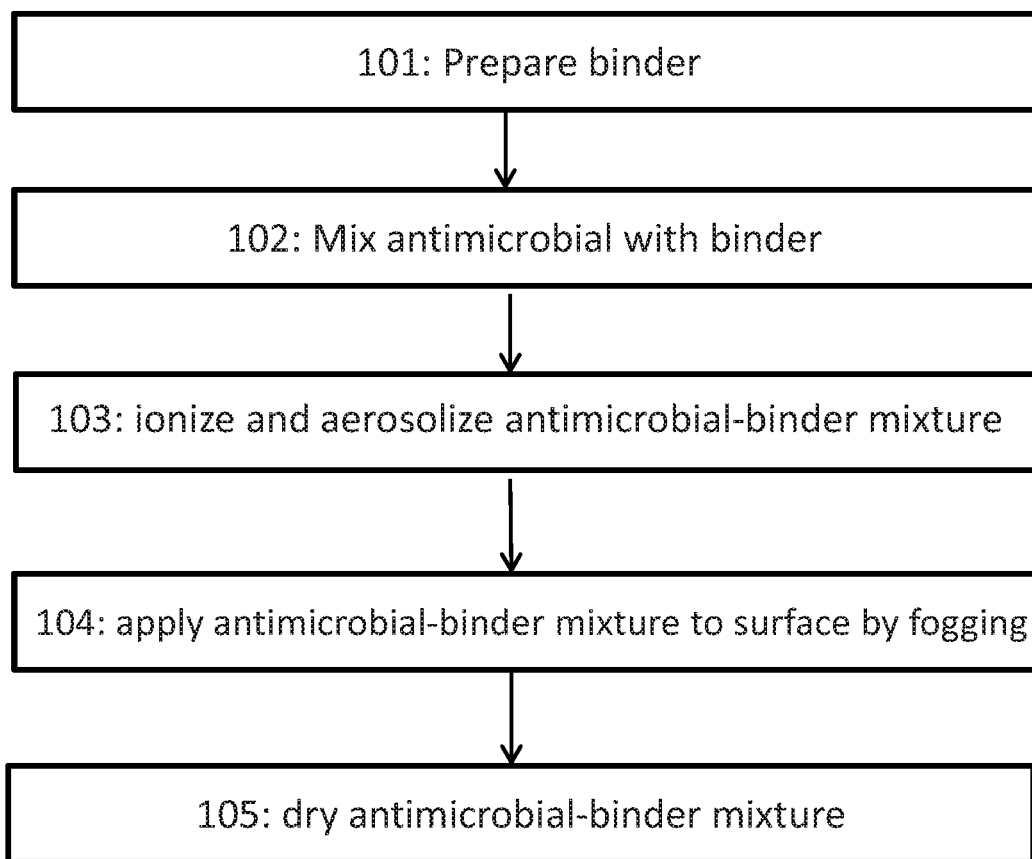 101: Prepare binder
102: Mix antimicrobial with binder
103: ionize and aerosolize antimicrobial-binder mixture
104: apply antimicrobial-binder mixture to surface by fogging
105: dry antimicrobial-binder mixture